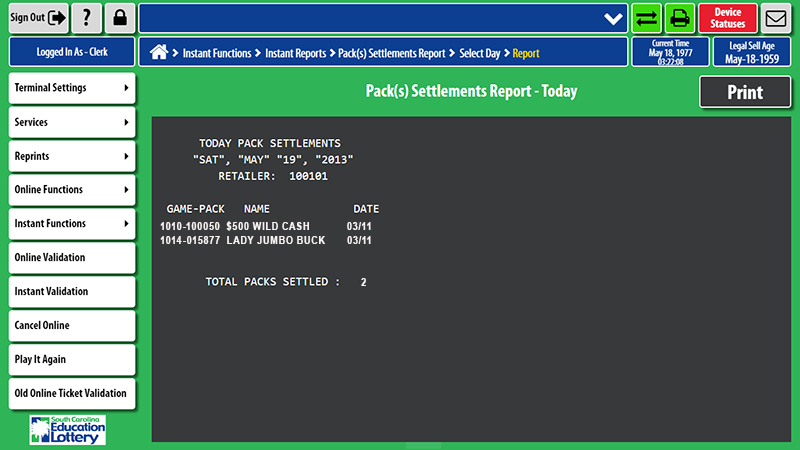 Sign Out
?
Device
Statuses
Logged In As - Clerk
Instant Functions > Instant Reports > Pack(s) Settlements Report > Select Day > Report
Current Time
May 18, 1977
03:22:08
Legal Sell Age
May-18-1959
Terminal Settings
Services
Reprints
Online Functions
Instant Functions
Online Validation
Instant Validation
Cancel Online
Play It Again
Old Online Ticket Validation
South Carolina
Education
Lottery
Pack(s) Settlements Report - Today
Print
TODAY PACK SETTLEMENTS
"SAT", "MAY" "19", "2013"
RETAILER: 100101
GAME-PACK NAME DATE
1010-100050 $500 WILD CASH 03/11
1014-015877 LADY JUMBO BUCK 03/11
TOTAL PACKS SETTLED : 2